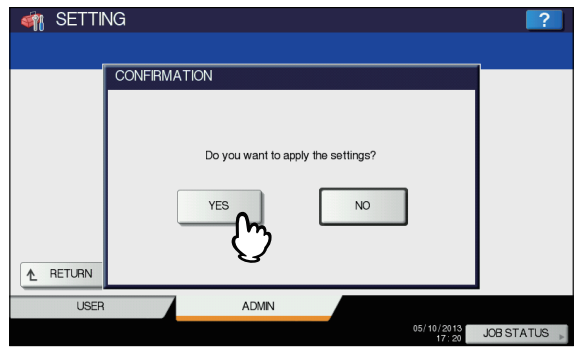 SETTING
?
CONFIRMATION
Do you want to apply the settings?
YES
NO
RETURN
USER
ADMIN
05/10/2013
17:20
JOB STATUS